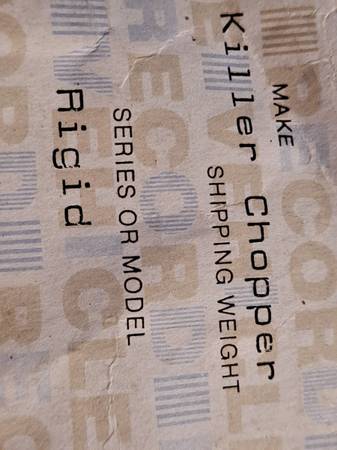 MAKE
Killer Chopper
SHIPPING WEIGHT
SERIES OR MODEL
Rigid